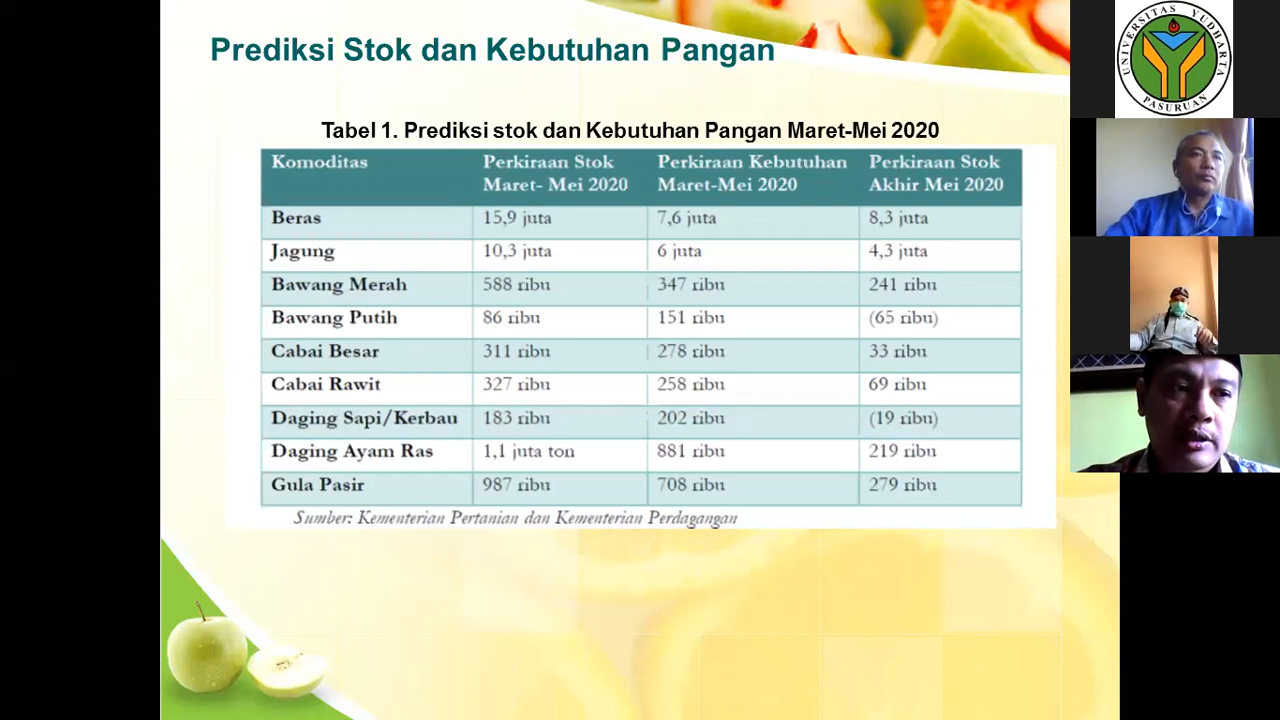 Prediksi Stok dan Kebutuhan Pangan
Tabel 1. Prediksi stok dan Kebutuhan Pangan Maret-Mei 2020
Komoditas Perkiraan Stok Maret- Mei 2020 Perkiraan Kebutuhan Maret-Mei 2020 Perkiraan Stok Akhir Mei 2020
Beras 15,9 juta 7,6 juta 8,3 juta
Jagung 10,3 juta 6 juta 4,3 juta
Bawang Merah 588 ribu 347 ribu 241 ribu
Bawang Putih 86 ribu 151 ribu (65 ribu)
Cabai Besar 311 ribu 278 ribu 33 ribu
Cabai Rawit 327 ribu 258 ribu 69 ribu
Daging Sapi/Kerbau 183 ribu 202 ribu (19 ribu)
Daging Ayam Ras 1,1 juta ton 881 ribu 219 ribu
Gula Pasir 987 ribu 708 ribu 279 ribu
Sumber: Kementerian Pertanian dan Kementerian Perdagangan
UNIVERSITAS YUDHARTA
PASURUAN